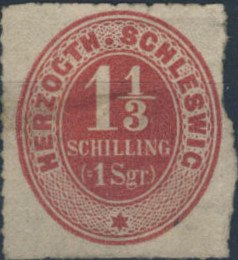 HERZOGTH. SCHLESWIG
1 1/3
SCHILLING
(=1 Sgr)